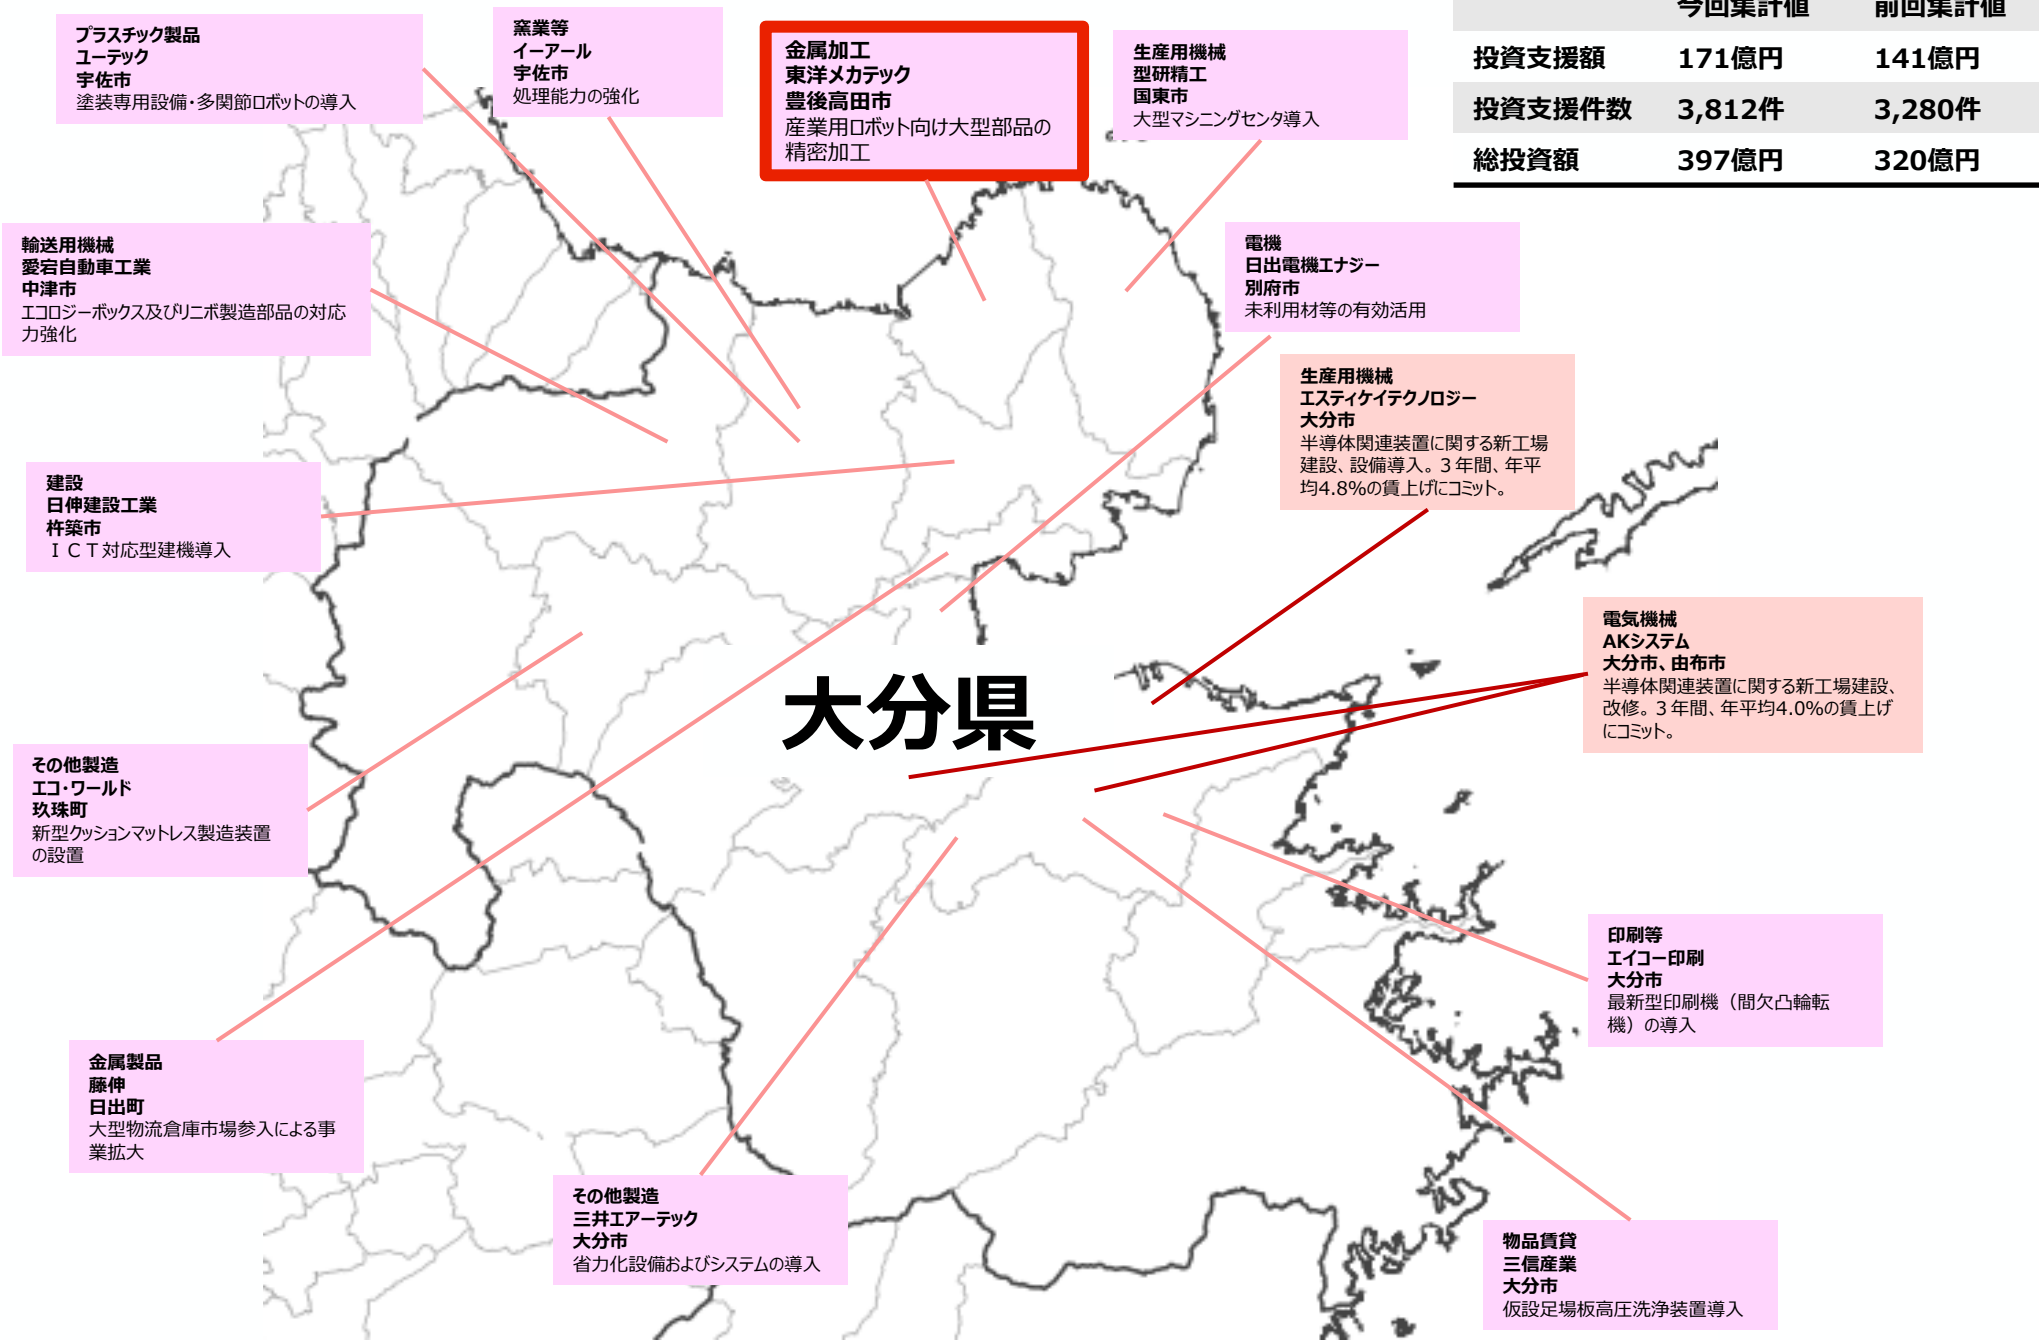 今回集計値 前回集計値
投資支援額 171億円 141億円
投資支援件数 3,812件 3,280件
総投資額 397億円 320億円
プラスチック製品
ユーテック
宇佐市
塗装専用設備・多関節ロボットの導入
窯業等
イーアール
宇佐市
処理能力の強化
金属加工
東洋メカテック
豊後高田市
産業用ロボット向け大型部品の
精密加工
生産用機械
型研精工
国東市
大型マシニングセンタ導入
輸送用機械
愛宕自動車工業
中津市
エコロジーボックス及びリニボ製造部品の対応
力強化
電機
日出電機エナジー
別府市
未利用材等の有効活用
生産用機械
エスティケイテクノロジー
大分市
半導体関連装置に関する新工場
建設、設備導入。３年間、年平
均4.8%の賃上げにコミット。
建設
日伸建設工業
杵築市
ＩＣＴ対応型建機導入
電気機械
AKシステム
大分市、由布市
半導体関連装置に関する新工場建設、
改修。３年間、年平均4.0%の賃上げ
にコミット。
大分県
その他製造
エコ・ワールド
玖珠町
新型クッションマットレス製造装置
の設置
印刷等
エイコー印刷
大分市
最新型印刷機（間欠凸輪転
機）の導入
金属製品
藤伸
日出町
大型物流倉庫市場参入による事
業拡大
その他製造
三井エアーテック
大分市
省力化設備およびシステムの導入
物品賃貸
三信産業
大分市
仮設足場板高圧洗浄装置導入